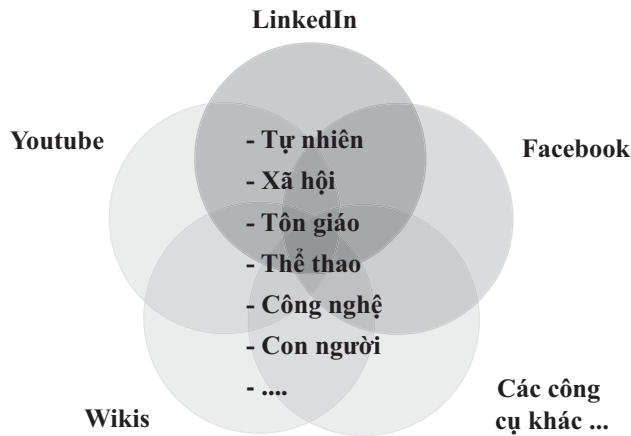 LinkedIn
Youtube
Facebook
- Tự nhiên
- Xã hội
- Tôn giáo
- Thể thao
- Công nghệ
- Con người
- ....
Wikis
Các công
cụ khác ...